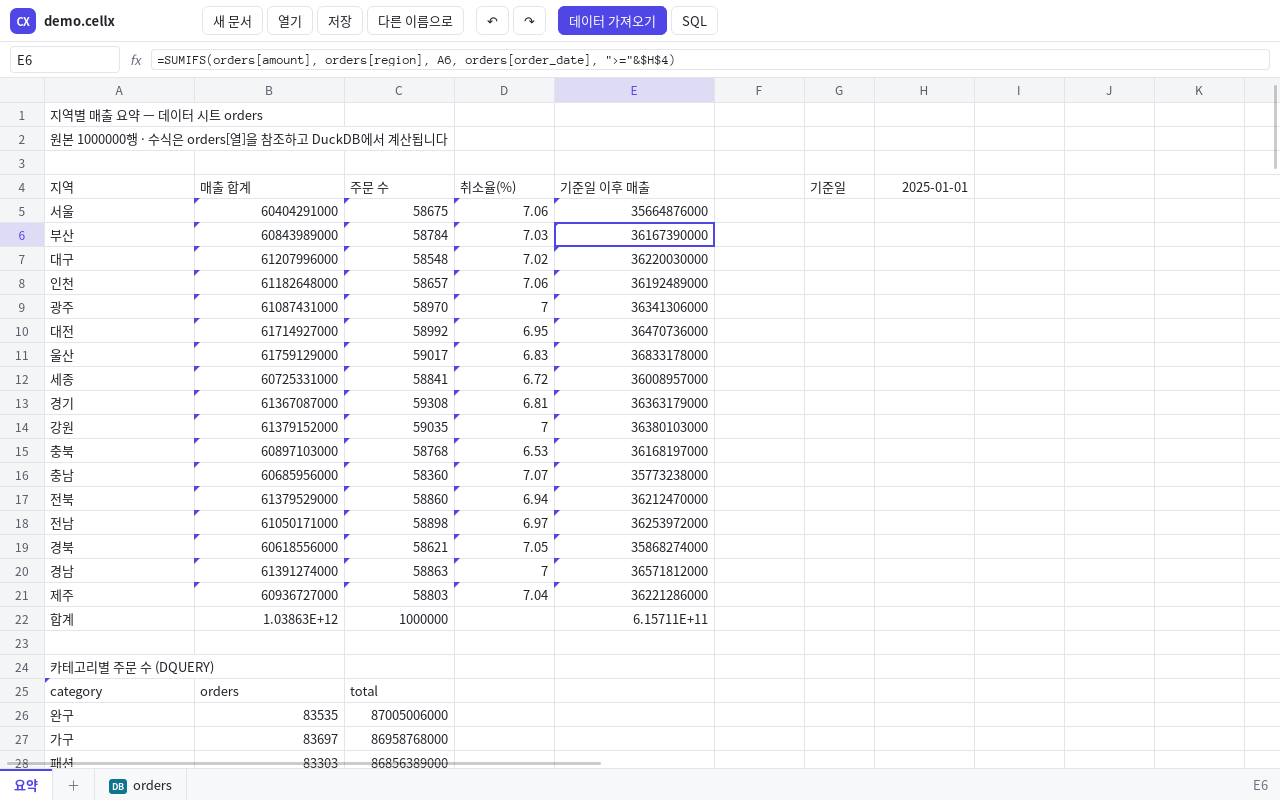 CX demo.cellx 새 문서 열기 저장 다른 이름으로 ↶ ↷ 데이터 가져오기 SQL
E6 fx =SUMIFS(orders[amount], orders[region], A6, orders[order_date], ">="&$H$4)
A B C D E F G H I J K
1 지역별 매출 요약 — 데이터 시트 orders
2 원본 1000000행 · 수식은 orders[열]을 참조하고 DuckDB에서 계산됩니다
3
4 지역 매출 합계 주문 수 취소율(%) 기준일 이후 매출 기준일 2025-01-01
5 서울 60404291000 58675 7.06 35664876000
6 부산 60843989000 58784 7.03 36167390000
7 대구 61207996000 58548 7.02 36220030000
8 인천 61182648000 58657 7.06 36192489000
9 광주 61087431000 58970 7 36341306000
10 대전 61714927000 58992 6.95 36470736000
11 울산 61759129000 59017 6.83 36833178000
12 세종 60725331000 58841 6.72 36008957000
13 경기 61367087000 59308 6.81 36363179000
14 강원 61379152000 59035 7 36380103000
15 충북 60897103000 58768 6.53 36168197000
16 충남 60685956000 58360 7.07 35773238000
17 전북 61379529000 58860 6.94 36212470000
18 전남 61050171000 58898 6.97 36253972000
19 경북 60618556000 58621 7.05 35868274000
20 경남 61391274000 58863 7 36571812000
21 제주 60936727000 58803 7.04 36221286000
22 합계 1.03863E+12 1000000 6.15711E+11
23
24 카테고리별 주문 수 (DQUERY)
25 category orders total
26 완구 83535 87005006000
27 가구 83697 86958768000
28 패션 83303 86856389000
요약 + DB orders E6